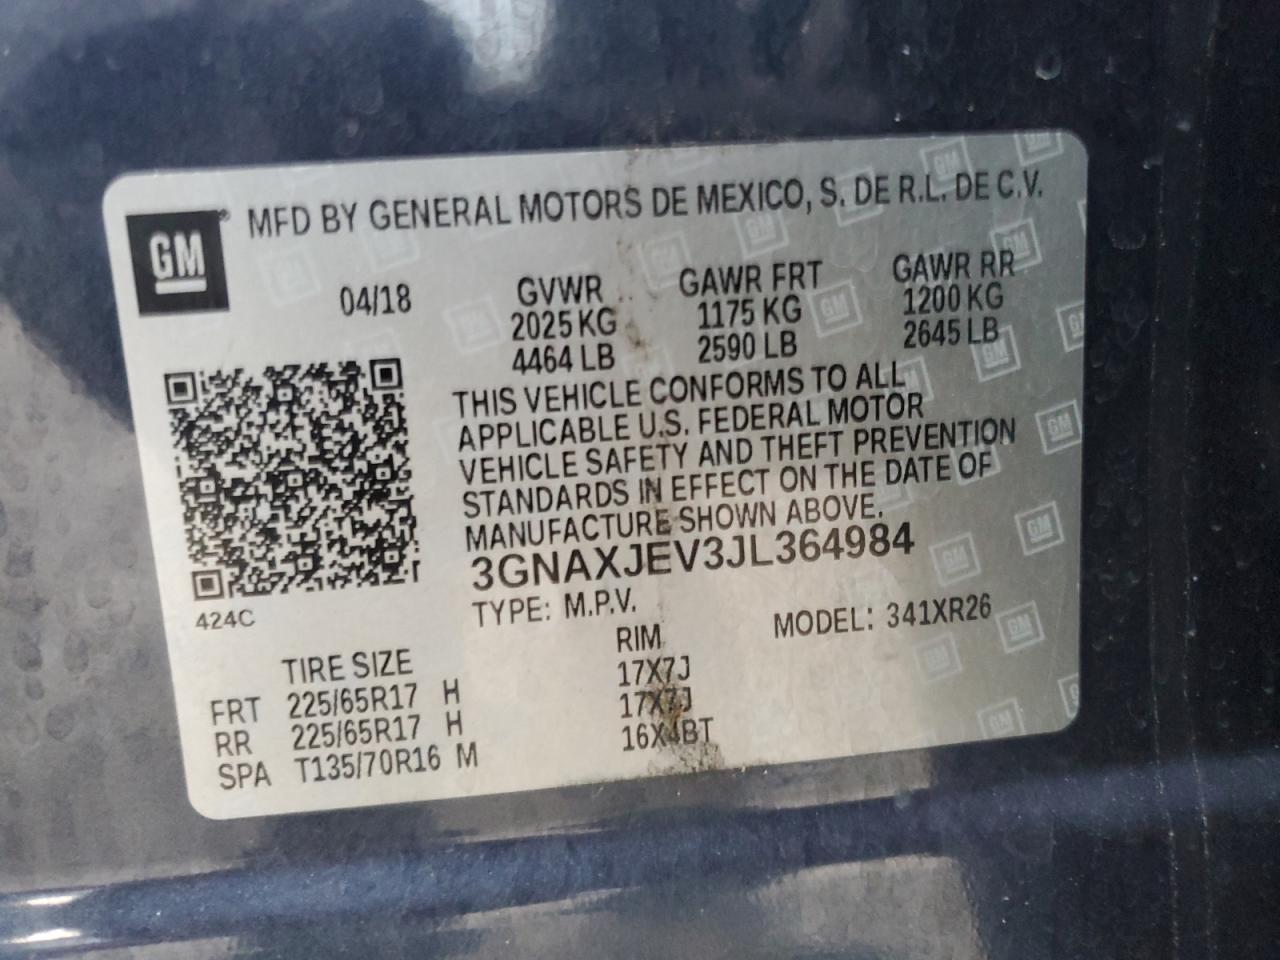 GM
MFD BY GENERAL MOTORS DE MEXICO, S. DE R.L. DE C.V.
04/18 GVWR GAWR FRT GAWR RR
2025 KG 1175 KG 1200 KG
4464 LB 2590 LB 2645 LB
THIS VEHICLE CONFORMS TO ALL
APPLICABLE U.S. FEDERAL MOTOR
VEHICLE SAFETY AND THEFT PREVENTION
STANDARDS IN EFFECT ON THE DATE OF
MANUFACTURE SHOWN ABOVE.
3GNAXJEV3JL364984
424C
TYPE: M.P.V. MODEL: 341XR26
TIRE SIZE RIM
FRT 225/65R17 H 17X7J
RR 225/65R17 H 17X7J
SPA T135/70R16 M 16X4BT